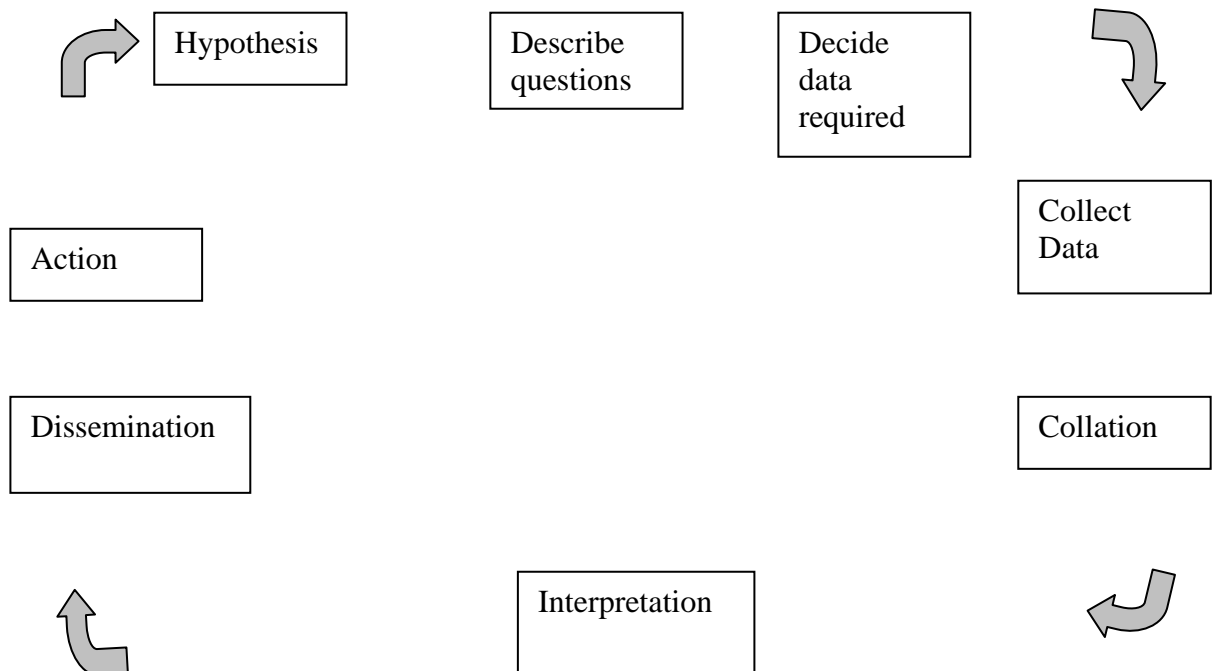 Hypothesis
Describe
questions
Decide
data
required
Collect
Data
Collation
Interpretation
Dissemination
Action